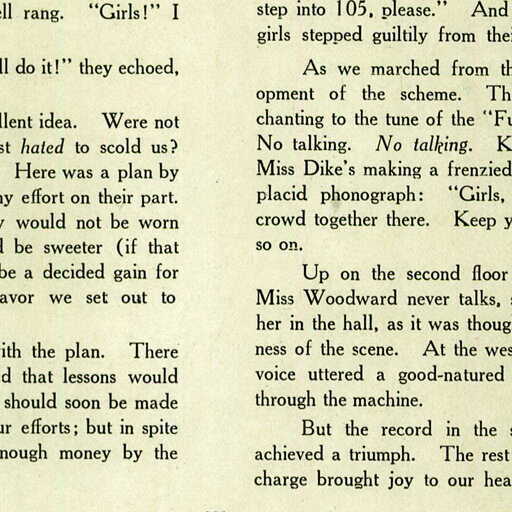 ll rang. "Girls!" I
ll do it!" they echoed,
llent idea. Were not
st hated to scold us?
Here was a plan by
ny effort on their part.
would not be worn
d be sweeter (if that
be a decided gain for
avor we set out to
ith the plan. There
d that lessons would
should soon be made
ur efforts; but in spite
nough money by the
step into 105, please." And
girls stepped guiltily from thei
As we marched from th
opment of the scheme. Th
chanting to the tune of the "Fu
No talking. No talking. K
Miss Dike's making a frenzied
placid phonograph: "Girls,
crowd together there. Keep y
so on.
Up on the second floor
Miss Woodward never talks, s
her in the hall, as it was thoug
ness of the scene. At the wes
voice uttered a good-natured
through the machine.
But the record in the s
achieved a triumph. The rest
charge brought joy to our hea